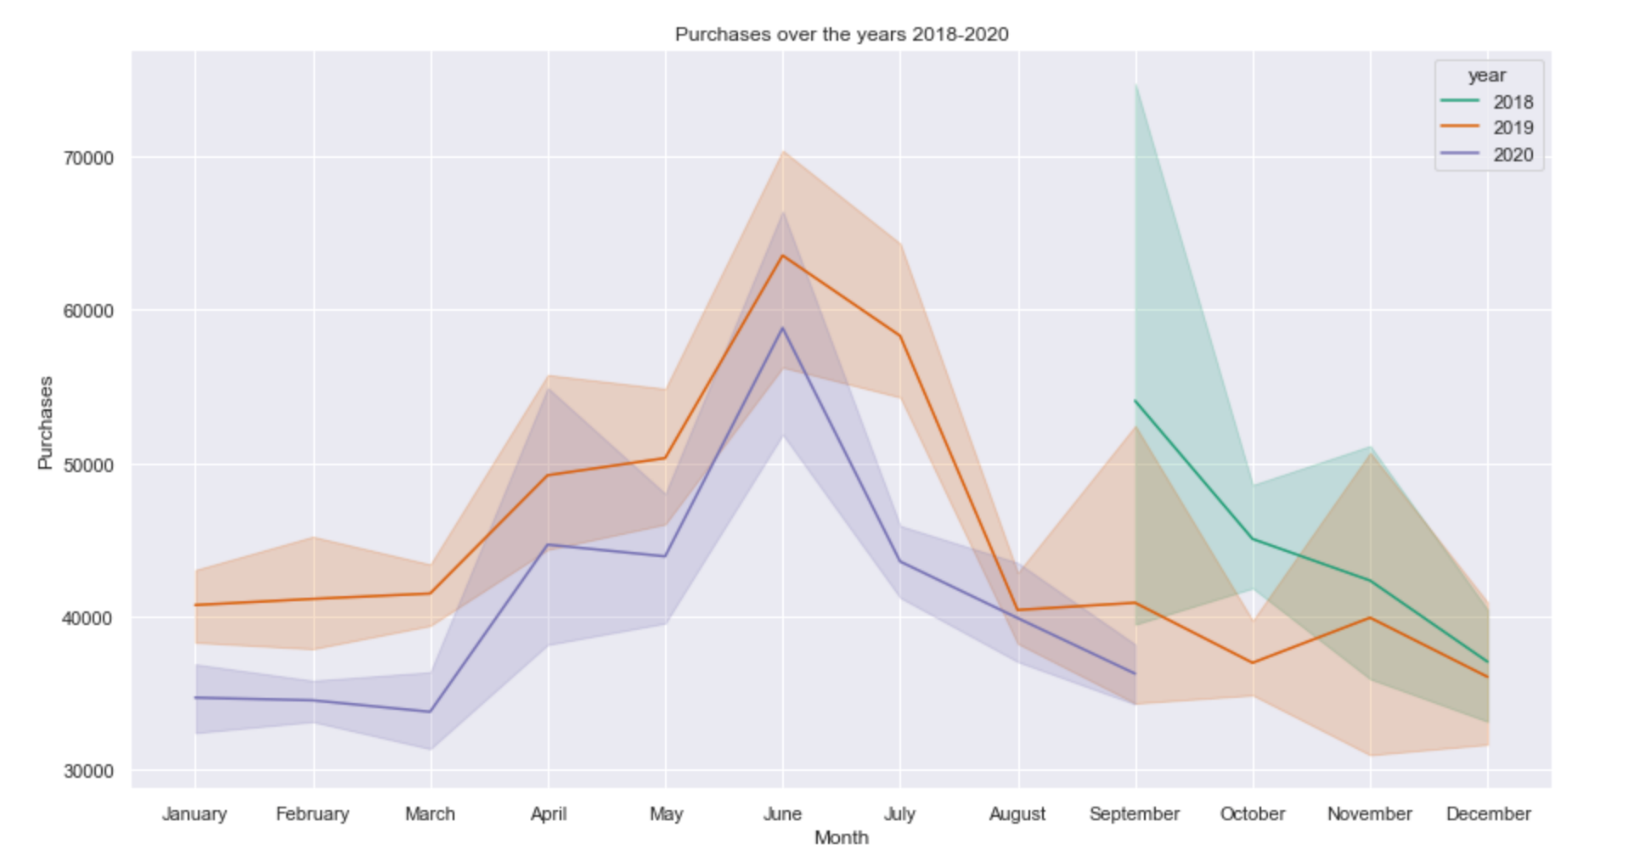 Purchases over the years 2018-2020
year
2018
2019
2020
70000
60000
50000
40000
30000
Purchases
January February March April May June July August September October November December
Month